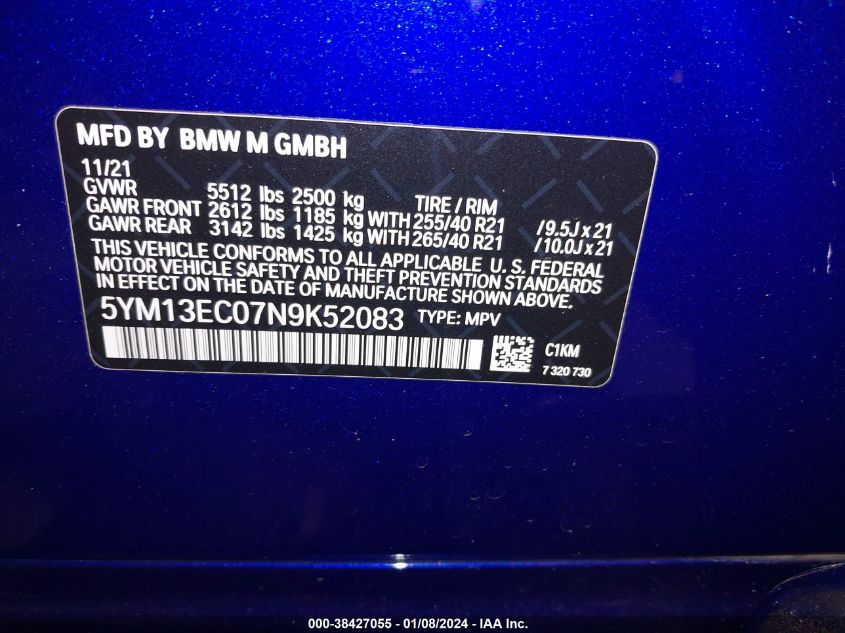 MFD BY BMW M GMBH
11/21
GVWR 5512 lbs 2500 kg TIRE / RIM
GAWR FRONT 2612 lbs 1185 kg WITH 255/40 R21 /9.5J x 21
GAWR REAR 3142 lbs 1425 kg WITH 265/40 R21 /10.0J x 21
THIS VEHICLE CONFORMS TO ALL APPLICABLE U. S. FEDERAL
MOTOR VEHICLE SAFETY AND THEFT PREVENTION STANDARDS
IN EFFECT ON THE DATE OF MANUFACTURE SHOWN ABOVE.
5YM13EC07N9K52083 TYPE: MPV
C1KM
7 320 730
000-38427055 - 01/08/2024 - IAA Inc.